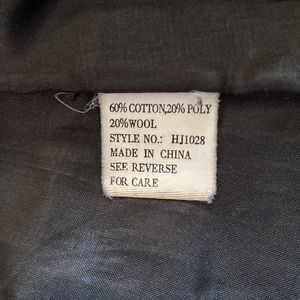 60% COTTON,20% POLY
20%WOOL
STYLE NO.: HJ1028
MADE IN CHINA
SEE REVERSE
FOR CARE